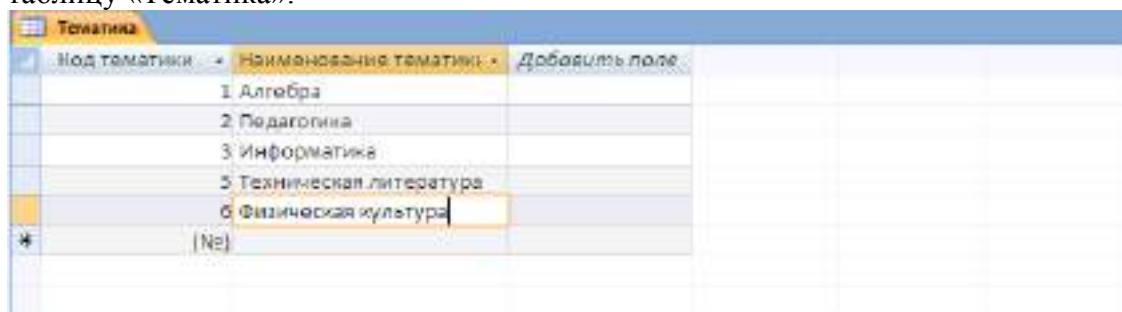 таблицу «Тематика».
Тематика
Код тематики Наименование тематики Добавить поле
1 Алгебра
2 Педагогика
3 Информатика
5 Техническая литература
6 Физическая культура
* (№)